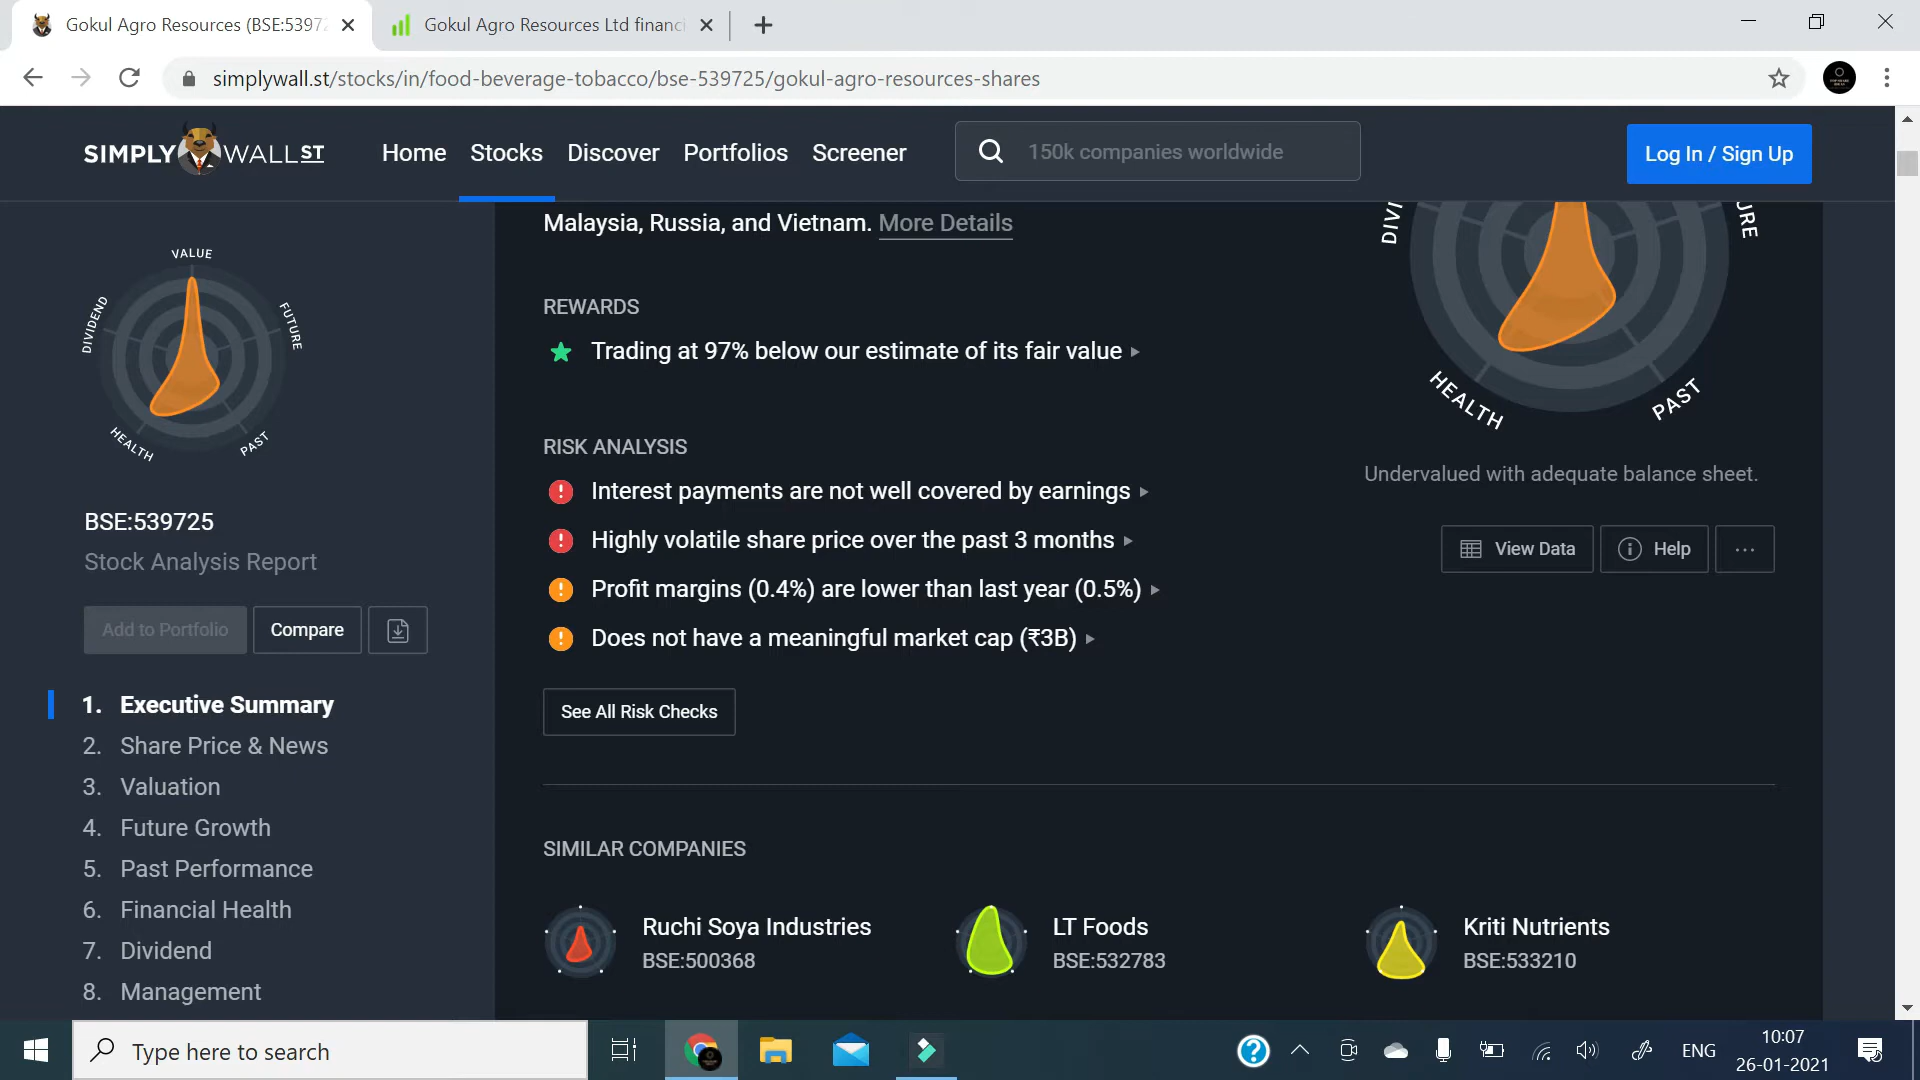 Gokul Agro Resources (BSE:53972
Gokul Agro Resources Ltd financi
simplywall.st/stocks/in/food-beverage-tobacco/bse-539725/gokul-agro-resources-shares
SIMPLY WALL ST
Home
Stocks
Discover
Portfolios
Screener
150k companies worldwide
Log In / Sign Up
VALUE
FUTURE
PAST
HEALTH
DIVIDEND
BSE:539725
Stock Analysis Report
Add to Portfolio
Compare
1. Executive Summary
2. Share Price & News
3. Valuation
4. Future Growth
5. Past Performance
6. Financial Health
7. Dividend
8. Management
Malaysia, Russia, and Vietnam. More Details
REWARDS
Trading at 97% below our estimate of its fair value
RISK ANALYSIS
Interest payments are not well covered by earnings
Highly volatile share price over the past 3 months
Profit margins (0.4%) are lower than last year (0.5%)
Does not have a meaningful market cap (₹3B)
See All Risk Checks
DIVI
URE
HEALTH
PAST
Undervalued with adequate balance sheet.
View Data
Help
SIMILAR COMPANIES
Ruchi Soya Industries
BSE:500368
LT Foods
BSE:532783
Kriti Nutrients
BSE:533210
Type here to search
ENG
10:07
26-01-2021